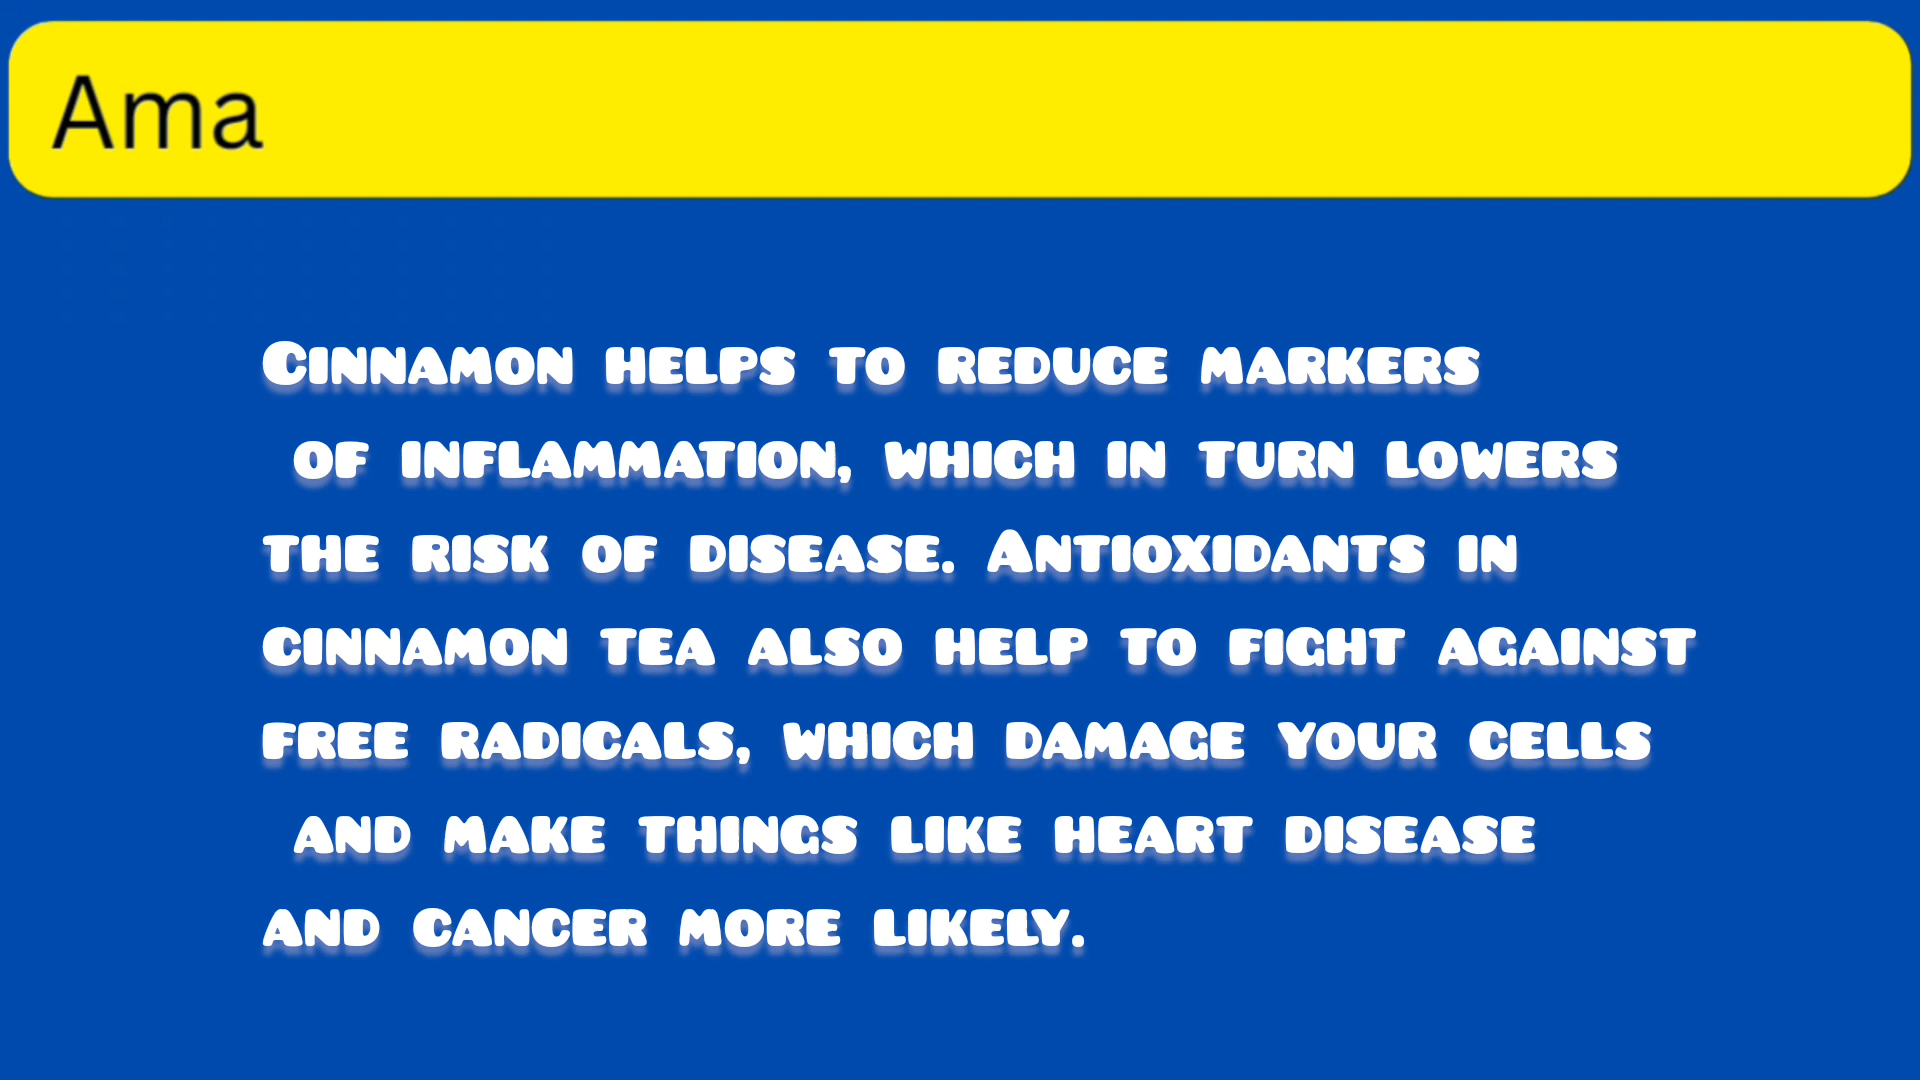 Ama
Cinnamon helps to reduce markers
of inflammation, which in turn lowers
the risk of disease. Antioxidants in
cinnamon tea also help to fight against
free radicals, which damage your cells
and make things like heart disease
and cancer more likely.